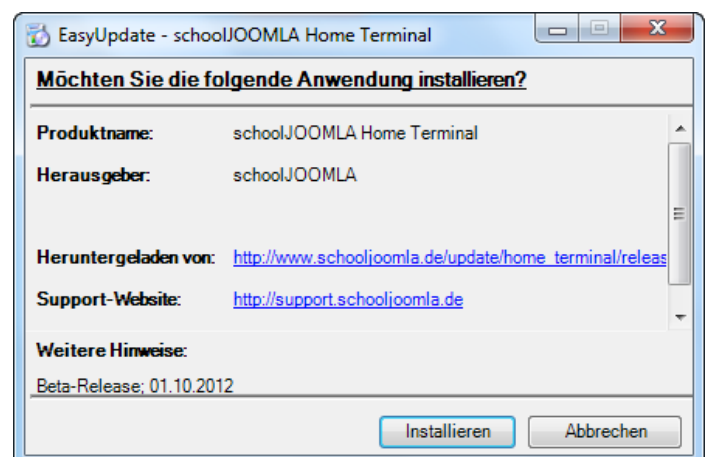 EasyUpdate - schoolJOOMLA Home Terminal
Möchten Sie die folgende Anwendung installieren?
Produktname: schoolJOOMLA Home Terminal
Herausgeber: schoolJOOMLA
Heruntergeladen von: http://www.schooljoomla.de/update/home_terminal/releas
Support-Website: http://support.schooljoomla.de
Weitere Hinweise:
Beta-Release; 01.10.2012
Installieren Abbrechen